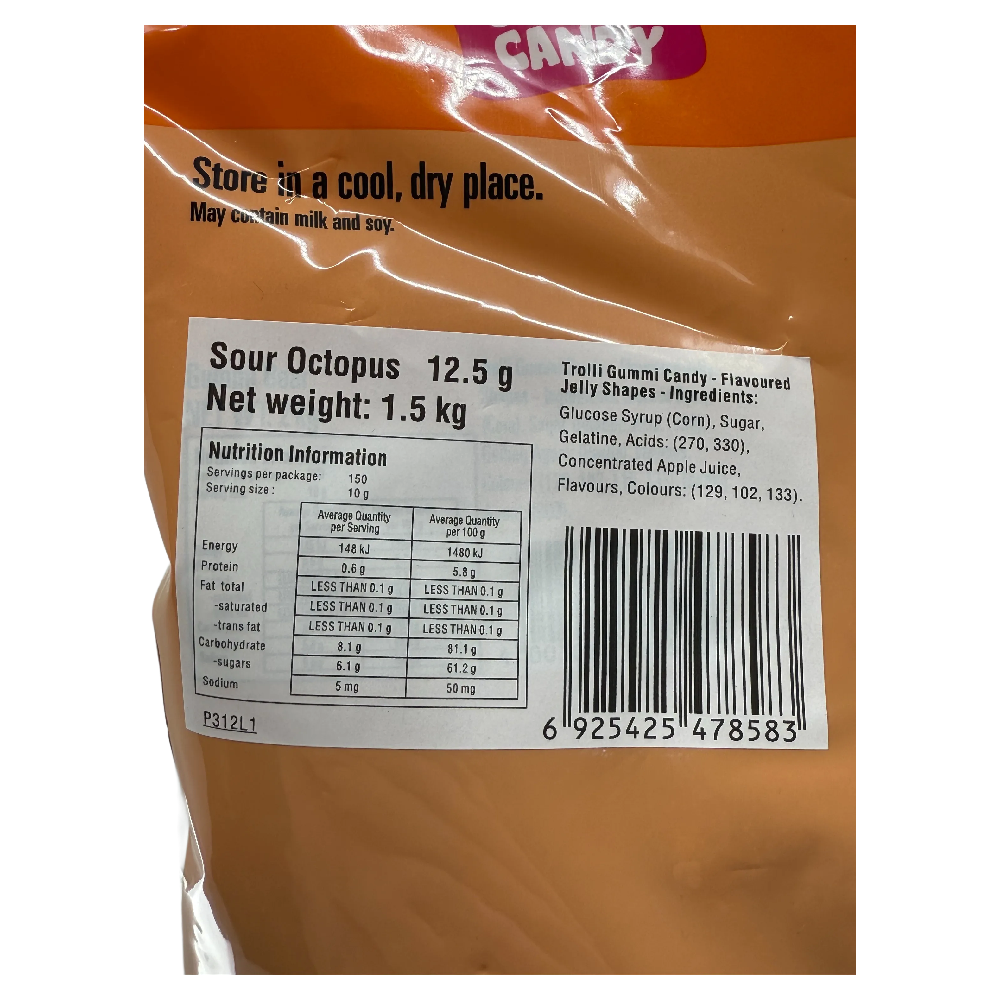 CANDY
Store in a cool, dry place.
May contain milk and soy.
Sour Octopus 12.5 g
Net weight: 1.5 kg
Nutrition Information
Servings per package: 150
Serving size : 10 g
Average Quantity per Serving Average Quantity per 100 g
Energy 148 kJ 1480 kJ
Protein 0.6 g 5.8 g
Fat total LESS THAN 0.1 g LESS THAN 0.1 g
-saturated LESS THAN 0.1 g LESS THAN 0.1 g
-trans fat LESS THAN 0.1 g LESS THAN 0.1 g
Carbohydrate 8.1 g 81.1 g
-sugars 6.1 g 61.2 g
Sodium 5 mg 50 mg
P312L1
Trolli Gummi Candy - Flavoured
Jelly Shapes - Ingredients:
Glucose Syrup (Corn), Sugar,
Gelatine, Acids: (270, 330),
Concentrated Apple Juice,
Flavours, Colours: (129, 102, 133).
6 925425 478583